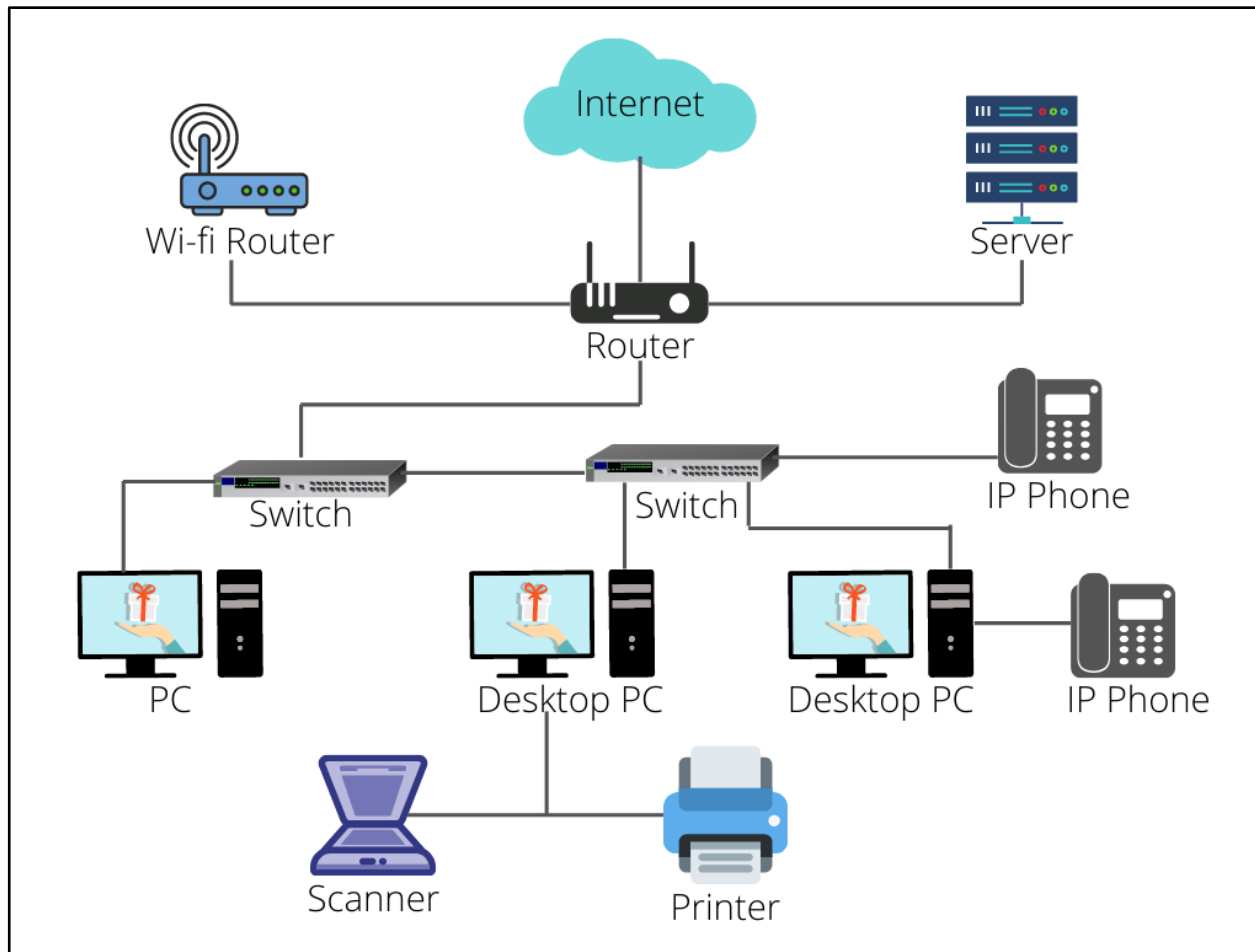 Internet
Wi-fi Router
Server
Router
IP Phone
Switch
Switch
PC
Desktop PC
Desktop PC
IP Phone
Scanner
Printer